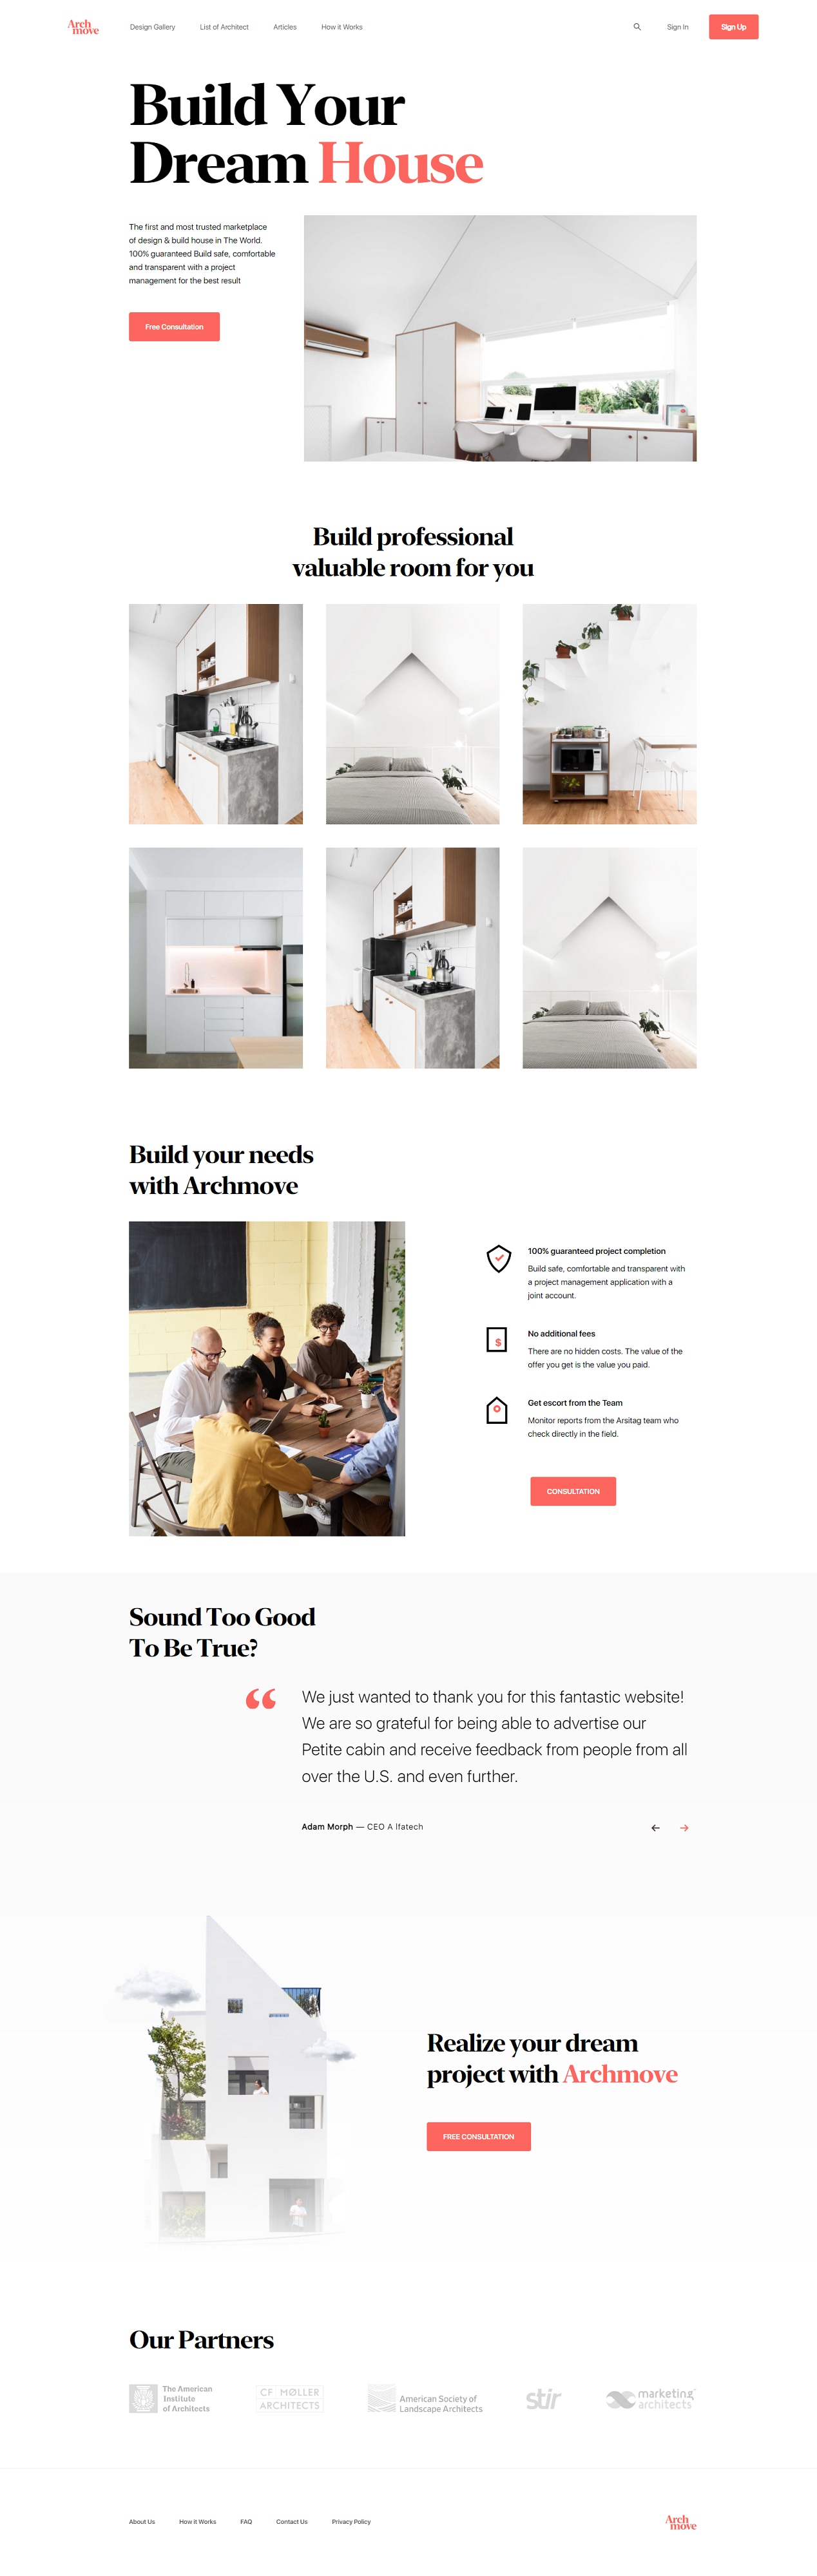 Arch
move
Design Gallery
List of Architect
Articles
How it Works
Sign In
Sign Up
Build Your
Dream House
The first and most trusted marketplace
of design & build house in The World.
100% guaranteed Build safe, comfortable
and transparent with a project
management for the best result
Free Consultation
Build professional
valuable room for you
Build your needs
with Archmove
100% guaranteed project completion
Build safe, comfortable and transparent with
a project management application with a
joint account.
$
No additional fees
There are no hidden costs. The value of the
offer you get is the value you paid.
Get escort from the Team
Monitor reports from the Arsitag team who
check directly in the field.
CONSULTATION
Sound Too Good
To Be True?
“
We just wanted to thank you for this fantastic website!
We are so grateful for being able to advertise our
Petite cabin and receive feedback from people from all
over the U.S. and even further.
Adam Morph — CEO A lfatech
Realize your dream
project with Archmove
FREE CONSULTATION
Our Partners
The American
Institute
of Architects
CF MØLLER
ARCHITECTS
American Society of
Landscape Architects
stir
marketing
architects
About Us
How it Works
FAQ
Contact Us
Privacy Policy
Arch
move